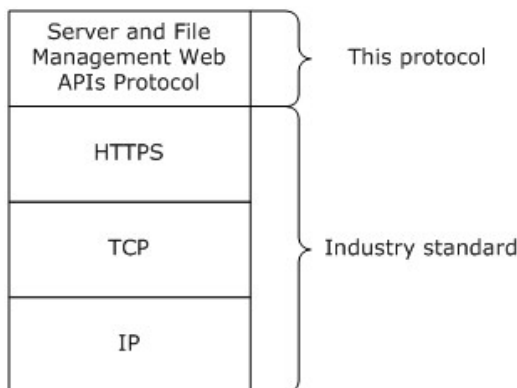 Server and File
Management Web
APIs Protocol
This protocol
HTTPS
TCP
Industry standard
IP